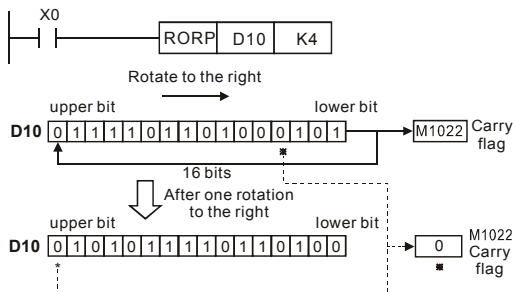 X0
RORP D10 K4
Rotate to the right
upper bit lower bit
D10 0 1 1 1 1 0 1 1 0 1 0 0 0 1 0 1 M1022 Carry
flag
※
16 bits
After one rotation
to the right
upper bit lower bit
D10 0 1 0 1 0 1 1 1 1 0 1 1 0 1 0 0
*
0 M1022
Carry
※ flag